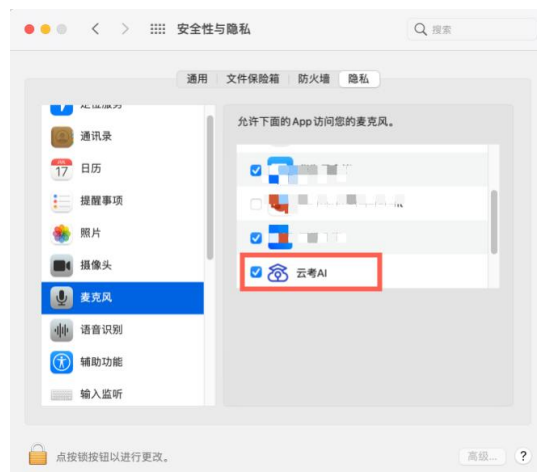 安全性与隐私
搜索
通用 文件保险箱 防火墙 隐私
定位服务
通讯录
日历
提醒事项
照片
摄像头
麦克风
语音识别
辅助功能
输入监听
允许下面的App访问您的麦克风。
云考AI
点按锁按钮以进行更改。
高级... ?